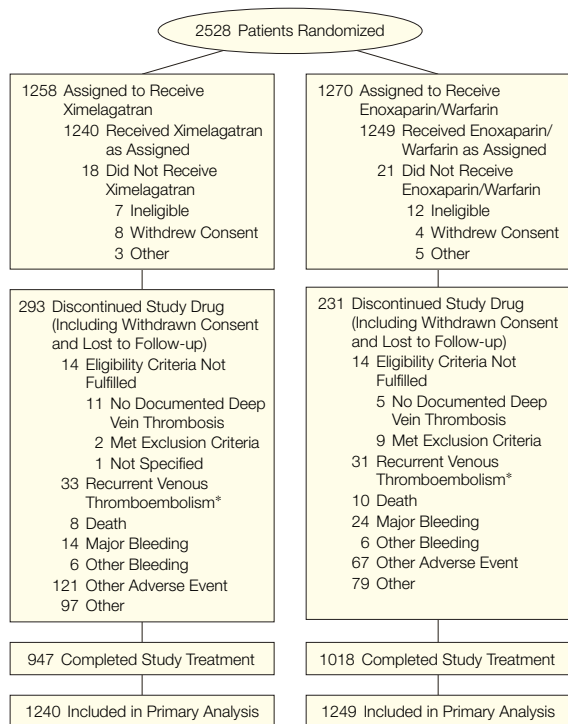 2528 Patients Randomized
1258 Assigned to Receive
Ximelagatran
1240 Received Ximelagatran
as Assigned
18 Did Not Receive
Ximelagatran
7 Ineligible
8 Withdrew Consent
3 Other
1270 Assigned to Receive
Enoxaparin/Warfarin
1249 Received Enoxaparin/
Warfarin as Assigned
21 Did Not Receive
Enoxaparin/Warfarin
12 Ineligible
4 Withdrew Consent
5 Other
293 Discontinued Study Drug
(Including Withdrawn Consent
and Lost to Follow-up)
14 Eligibility Criteria Not
Fulfilled
11 No Documented Deep
Vein Thrombosis
2 Met Exclusion Criteria
1 Not Specified
33 Recurrent Venous
Thromboembolism*
8 Death
14 Major Bleeding
6 Other Bleeding
121 Other Adverse Event
97 Other
231 Discontinued Study Drug
(Including Withdrawn Consent
and Lost to Follow-up)
14 Eligibility Criteria Not
Fulfilled
5 No Documented Deep
Vein Thrombosis
9 Met Exclusion Criteria
31 Recurrent Venous
Thromboembolism*
10 Death
24 Major Bleeding
6 Other Bleeding
67 Other Adverse Event
79 Other
947 Completed Study Treatment
1018 Completed Study Treatment
1240 Included in Primary Analysis
1249 Included in Primary Analysis